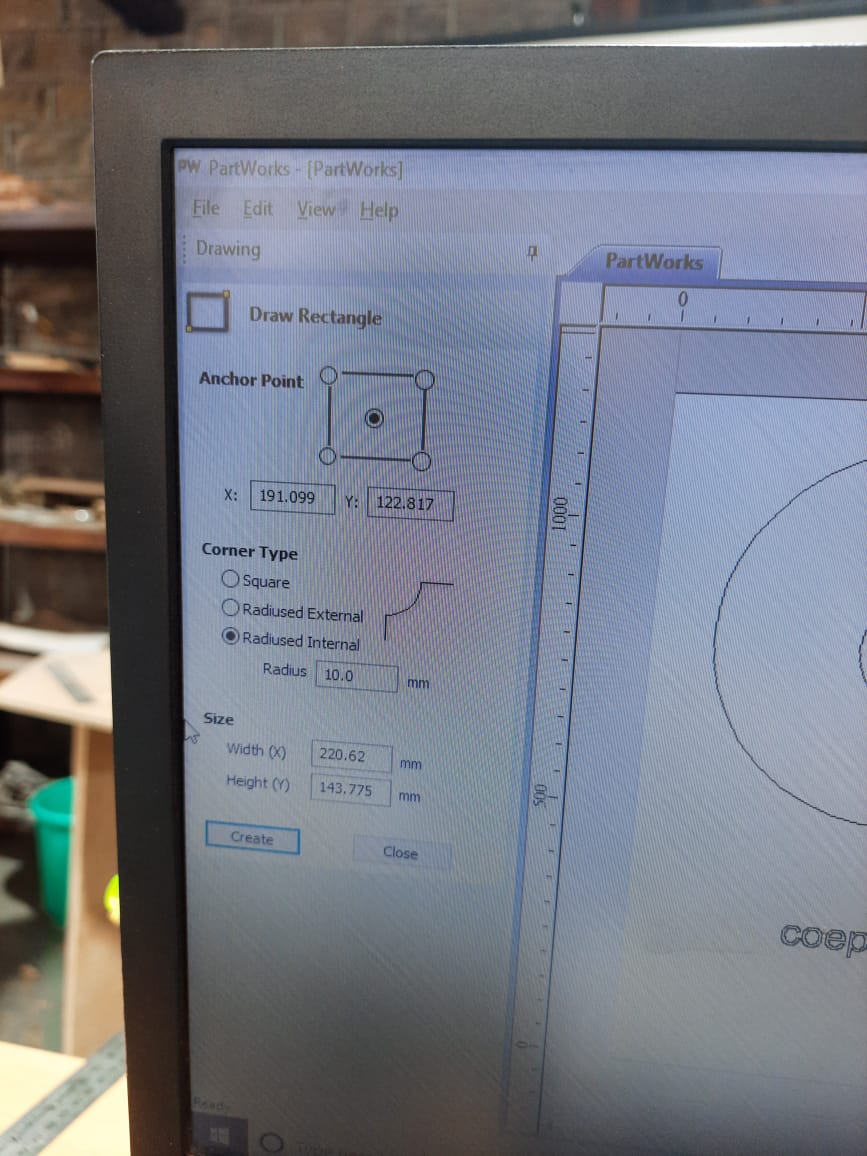 PW PartWorks - [PartWorks]
File Edit View Help
Drawing
PartWorks
Draw Rectangle
0
Anchor Point
X: 191.099 Y: 122.817
1000
Corner Type
Square
Radiused External
Radiused Internal
Radius 10.0 mm
Size
Width (X) 220.62 mm
Height (Y) 143.775 mm
500
Create Close
coep
0
Ready